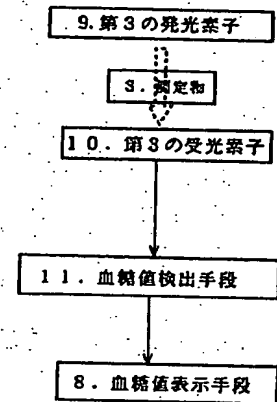 9.第3の発光素子
3.測定物
10.第3の受光素子
11.血糖値検出手段
8.血糖値表示手段